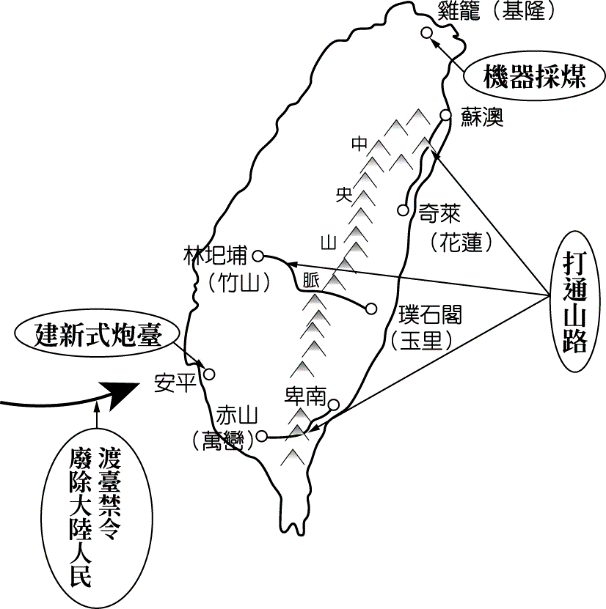 雞籠（基隆）
機器採煤
蘇澳
中央山脈
奇萊
（花蓮）
林圯埔
（竹山）
打通山路
璞石閣
（玉里）
建新式炮臺
安平
卑南
赤山
（萬巒）
渡臺禁令
廢除大陸人民